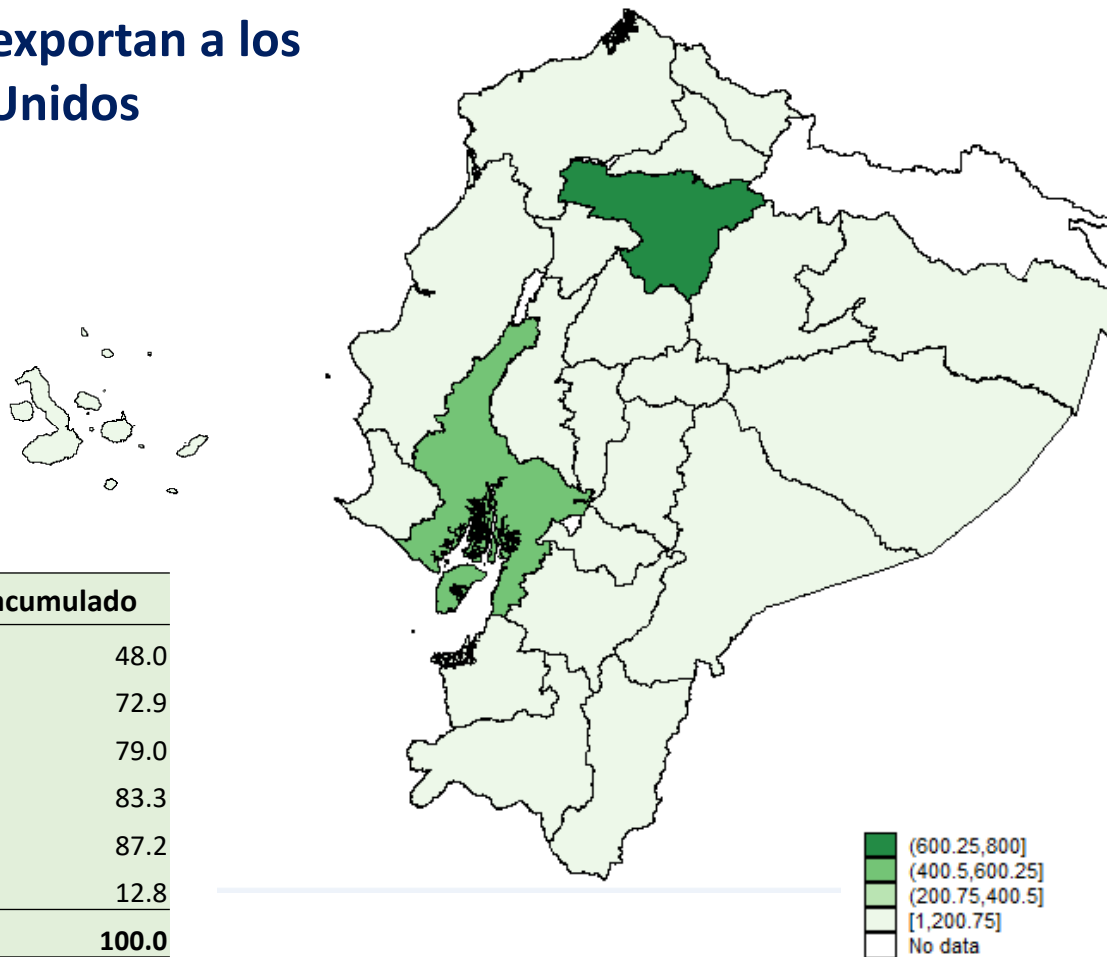 exportan a los
Unidos
acumulado
48.0
72.9
79.0
83.3
87.2
12.8
100.0
(600.25,800]
(400.5,600.25]
(200.75,400.5]
[1,200.75]
No data